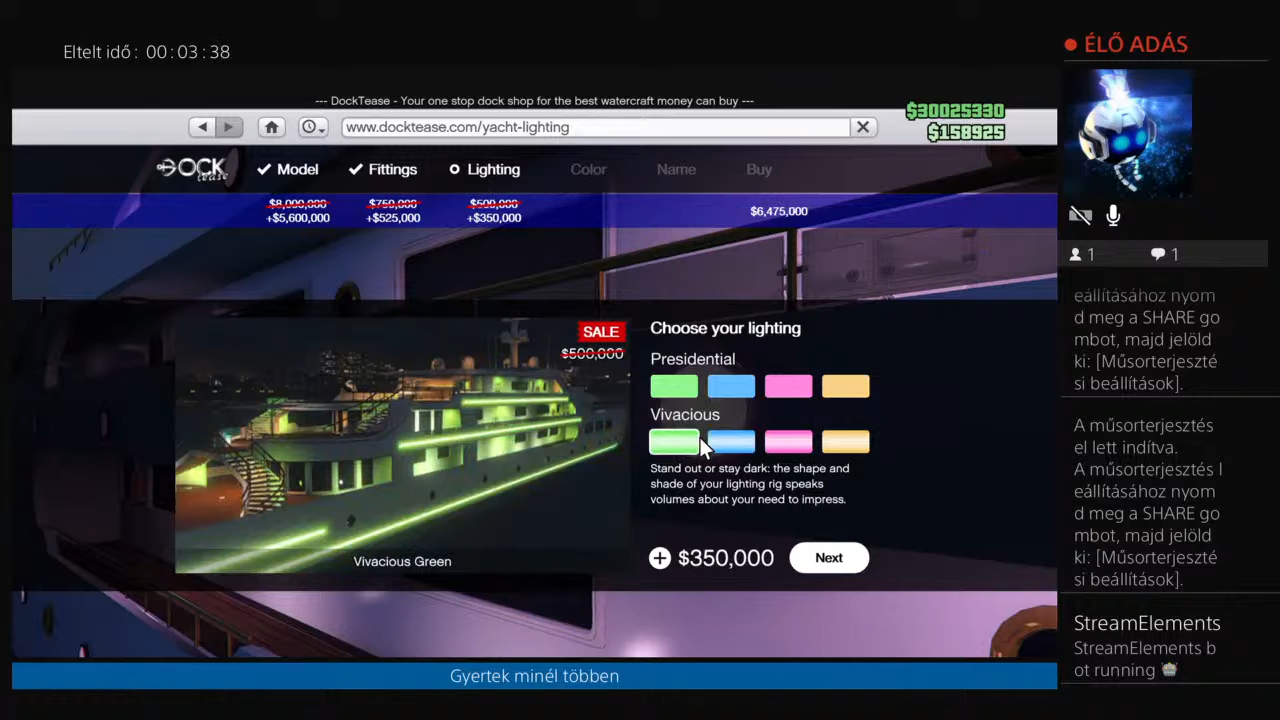 Eltelt idő: 00:03:38
ÉLŐ ADÁS
--- DockTease - Your one stop dock shop for the best watercraft money can buy ---
$30025330
$158925
www.docktease.com/yacht-lighting
DOCK
tease
Model
Fittings
Lighting
Color
Name
Buy
$8,000,000
$750,000
$500,000
+$5,600,000
+$525,000
+$350,000
$6,475,000
SALE
$500,000
Choose your lighting
Presidential
Vivacious
Stand out or stay dark: the shape and
shade of your lighting rig speaks
volumes about your need to impress.
Vivacious Green
$350,000
Next
Gyertek minél többen
1
1
eállításához nyom
d meg a SHARE go
mbot, majd jelöld
ki: [Műsorterjeszté
si beállítások].
A műsorterjesztés
el lett indítva.
A műsorterjesztés l
eállításához nyom
d meg a SHARE go
mbot, majd jelöld
ki: [Műsorterjeszté
si beállítások].
StreamElements
StreamElements b
ot running